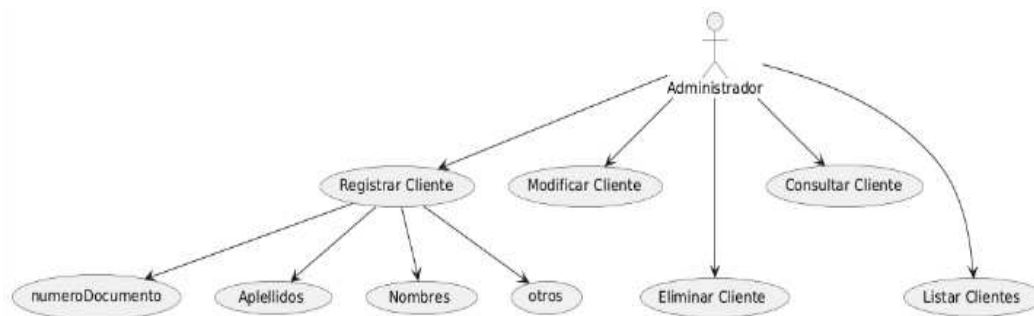 Administrador
Registrar Cliente
Modificar Cliente
Consultar Cliente
numeroDocumento
Aplellidos
Nombres
otros
Eliminar Cliente
Listar Clientes